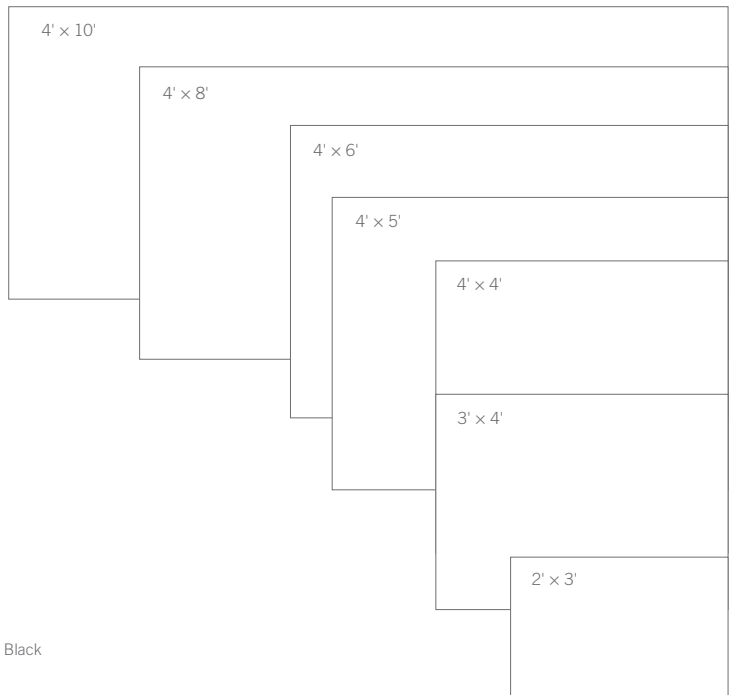 4' × 10'
4' × 8'
4' × 6'
4' × 5'
4' × 4'
3' × 4'
2' × 3'
Black